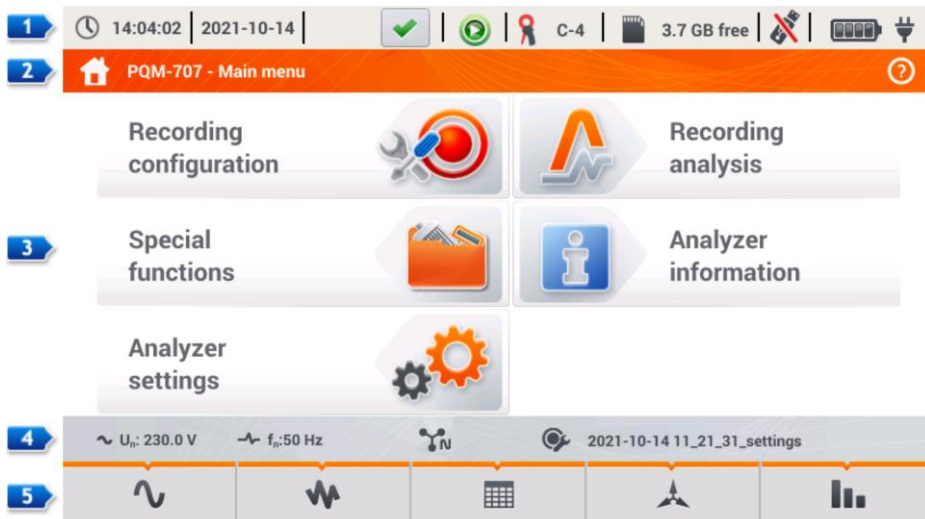 1
14:04:02 2021-10-14 C-4 3.7 GB free
2
PQM-707 - Main menu ?
Recording
configuration
Recording
analysis
3
Special
functions
Analyzer
information
Analyzer
settings
4
Uₙ: 230.0 V fₙ:50 Hz N 2021-10-14 11_21_31_settings
5